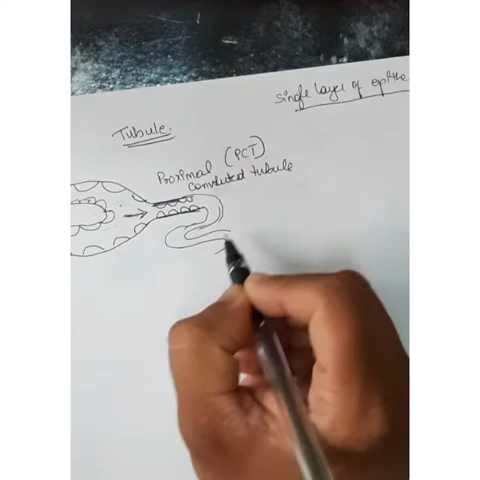 Single layer of epithe
Tubule.
Proximal (PCT)
Convoluted tubule